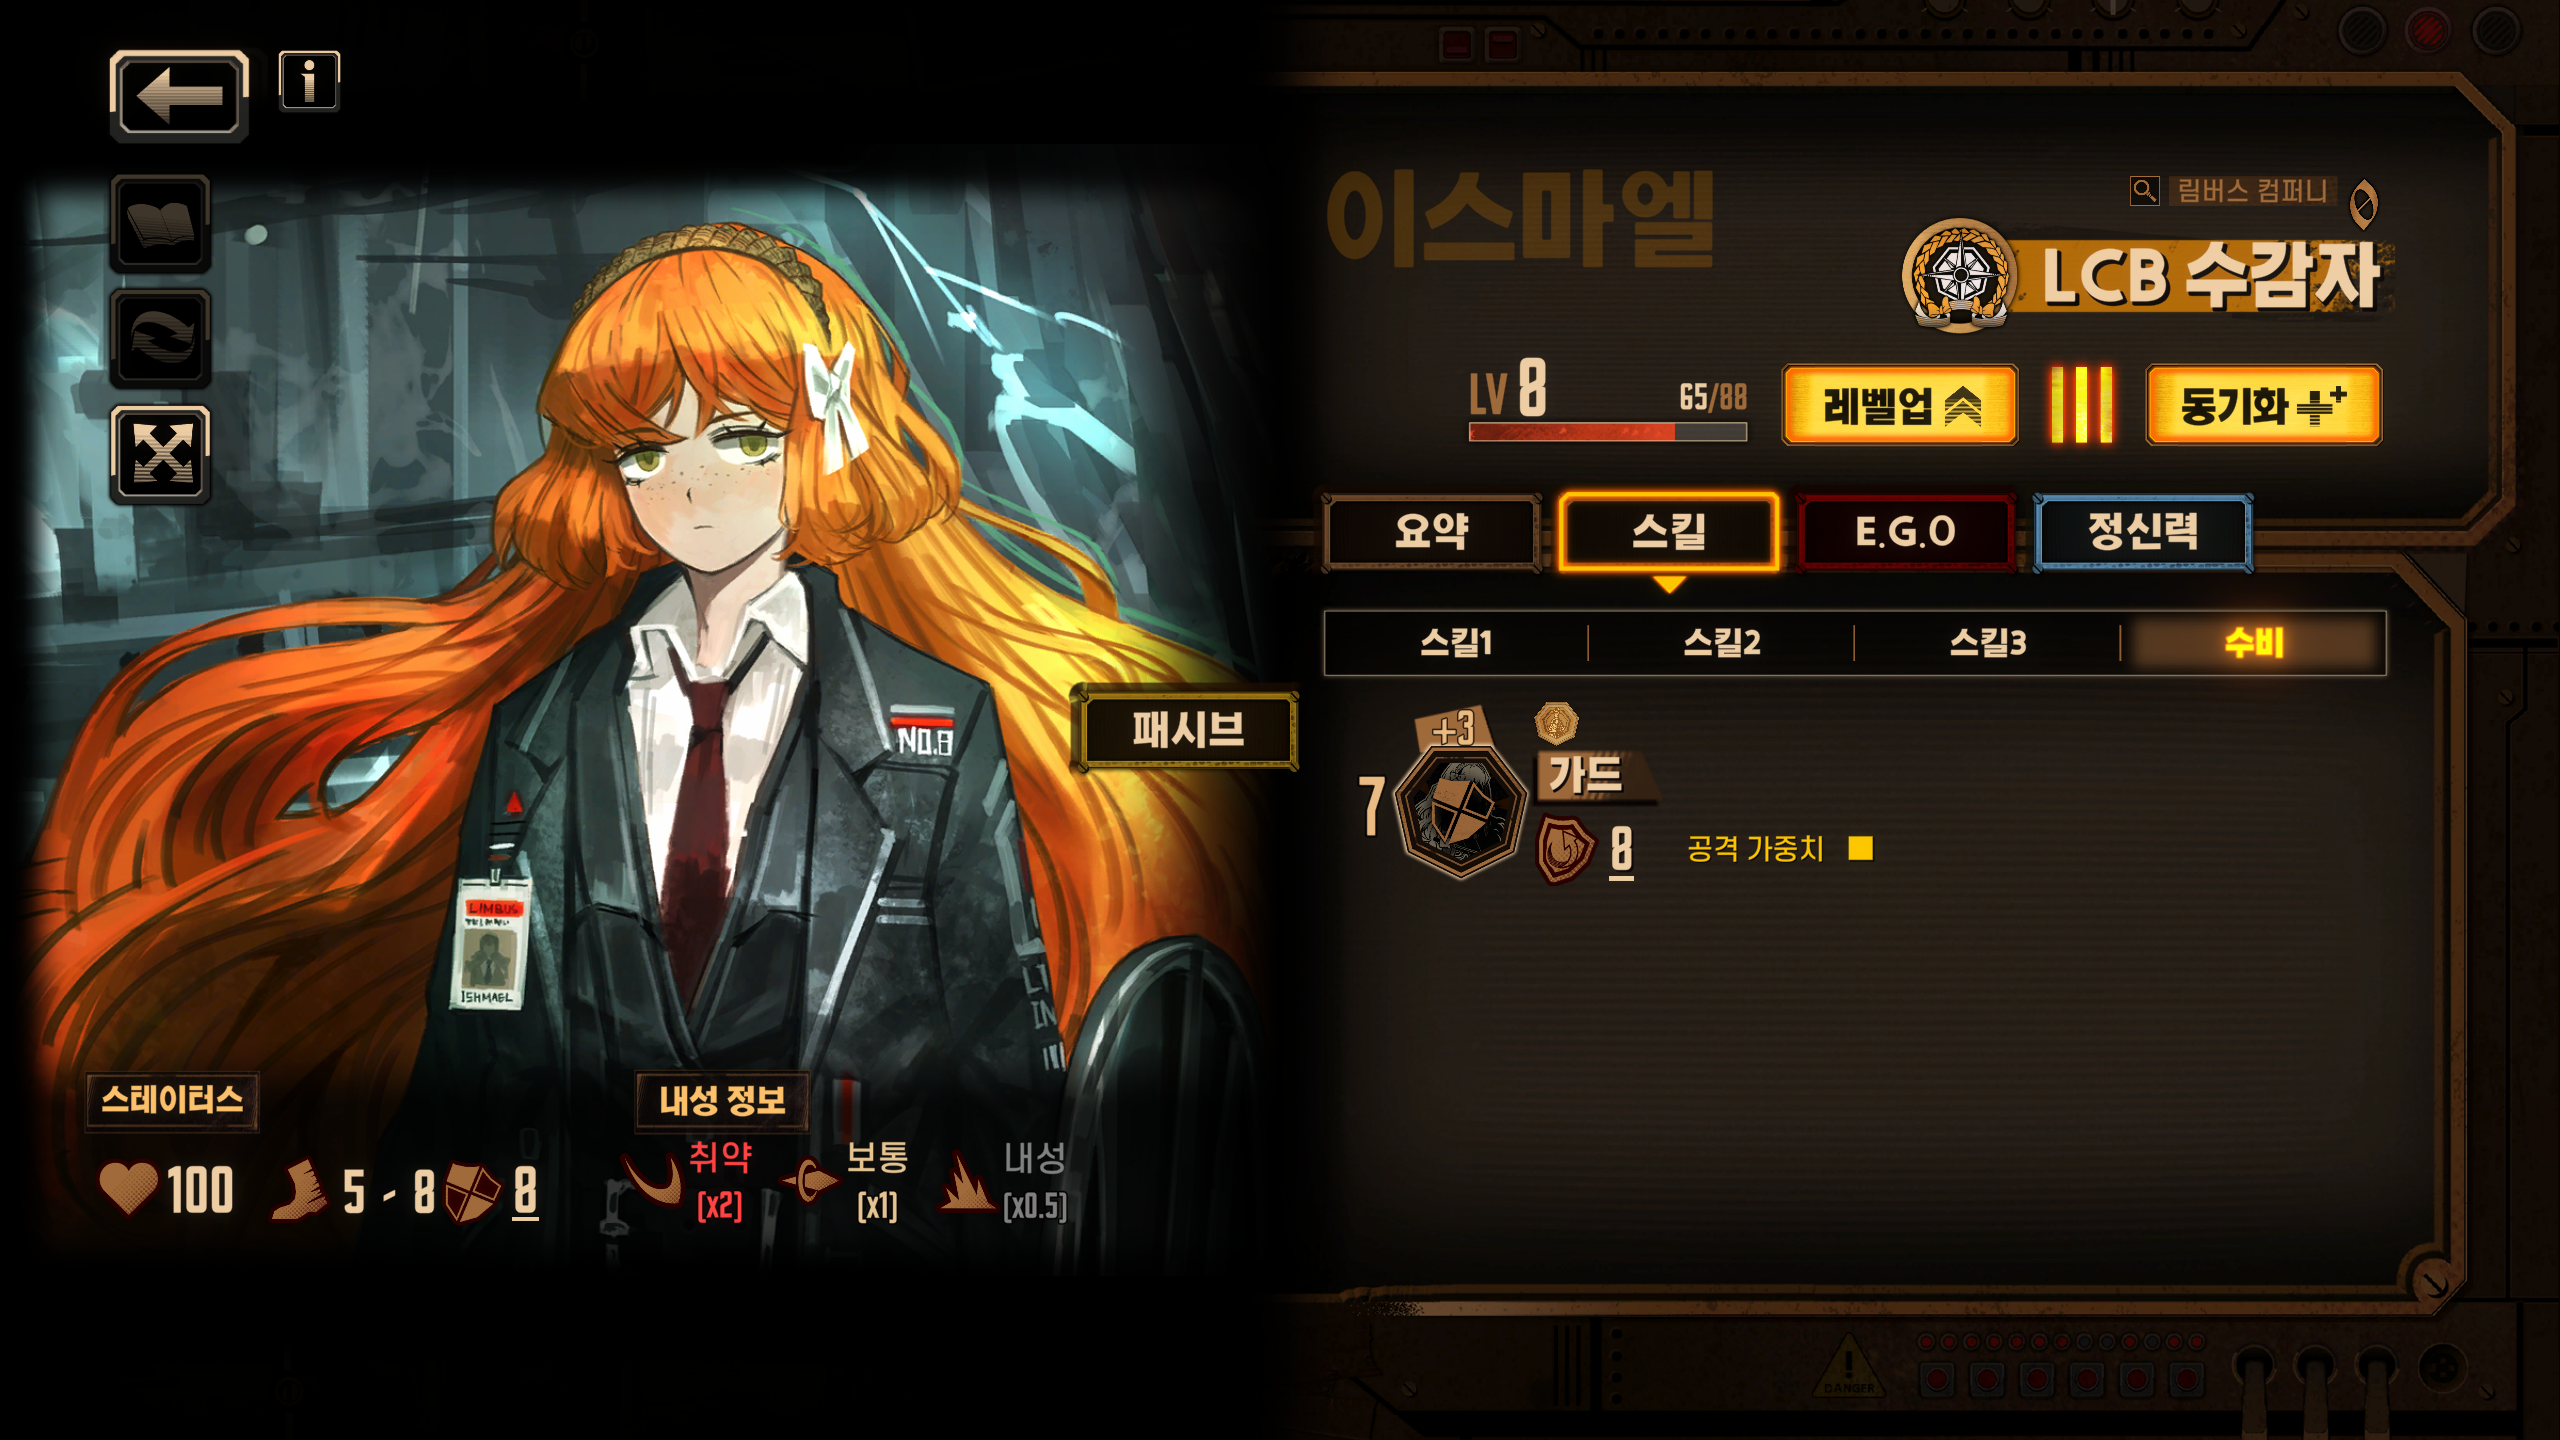 이스마엘
림버스 컴퍼니
LCB 수감자
LV 8
65/88
레벨업
동기화
요약
스킬
E.G.O
정신력
스킬1
스킬2
스킬3
수비
패시브
+3
7
가드
8
공격 가중치
NO.8
LIMBUS
ISHMAEL
스테이터스
100
5 - 8
8
내성 정보
취약
[x2]
보통
[x1]
내성
[x0.5]
DANGER